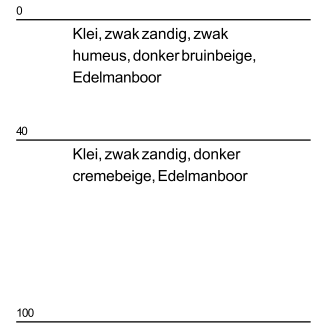 0
Klei, zwak zandig, zwak
humeus, donker bruinbeige,
Edelmanboor
40
Klei, zwak zandig, donker
cremebeige, Edelmanboor
100